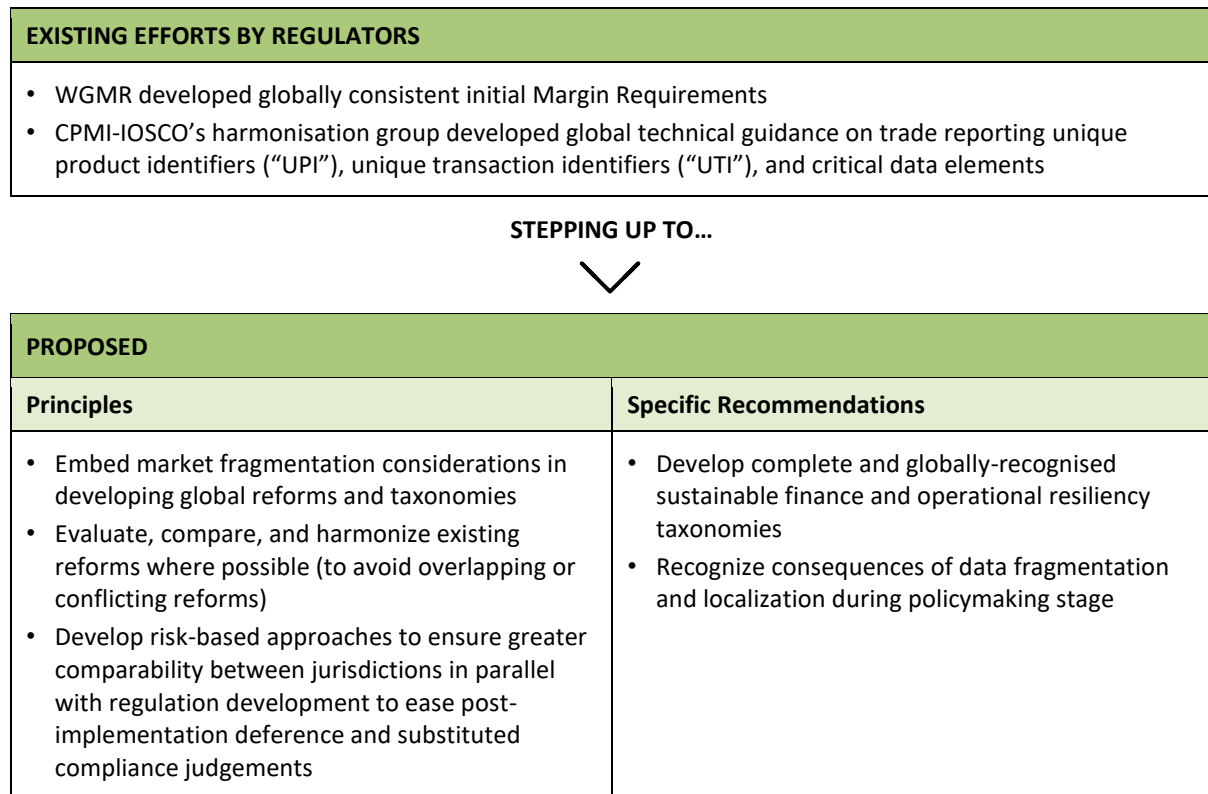 EXISTING EFFORTS BY REGULATORS
• WGMR developed globally consistent initial Margin Requirements
• CPMI-IOSCO’s harmonisation group developed global technical guidance on trade reporting unique
product identifiers (“UPI”), unique transaction identifiers (“UTI”), and critical data elements
STEPPING UP TO…
PROPOSED
Principles
• Embed market fragmentation considerations in
developing global reforms and taxonomies
• Evaluate, compare, and harmonize existing
reforms where possible (to avoid overlapping or
conflicting reforms)
• Develop risk-based approaches to ensure greater
comparability between jurisdictions in parallel
with regulation development to ease post-
implementation deference and substituted
compliance judgements
Specific Recommendations
• Develop complete and globally-recognised
sustainable finance and operational resiliency
taxonomies
• Recognize consequences of data fragmentation
and localization during policymaking stage